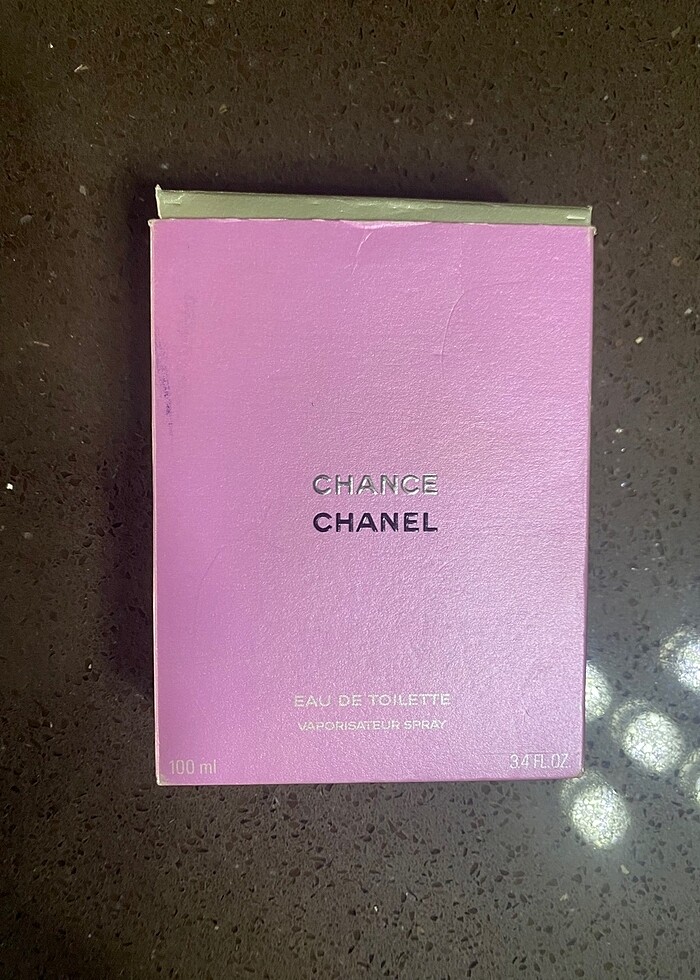 CHANCE
CHANEL
EAU DE TOILETTE
VAPORISATEUR SPRAY
100 ml
3.4 FL.OZ.